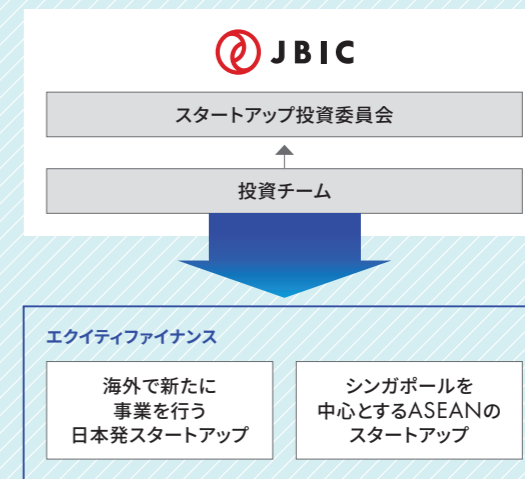 JBIC
スタートアップ投資委員会
投資チーム
エクイティファイナンス
海外で新たに
事業を行う
日本発スタートアップ
シンガポールを
中心とするASEANの
スタートアップ